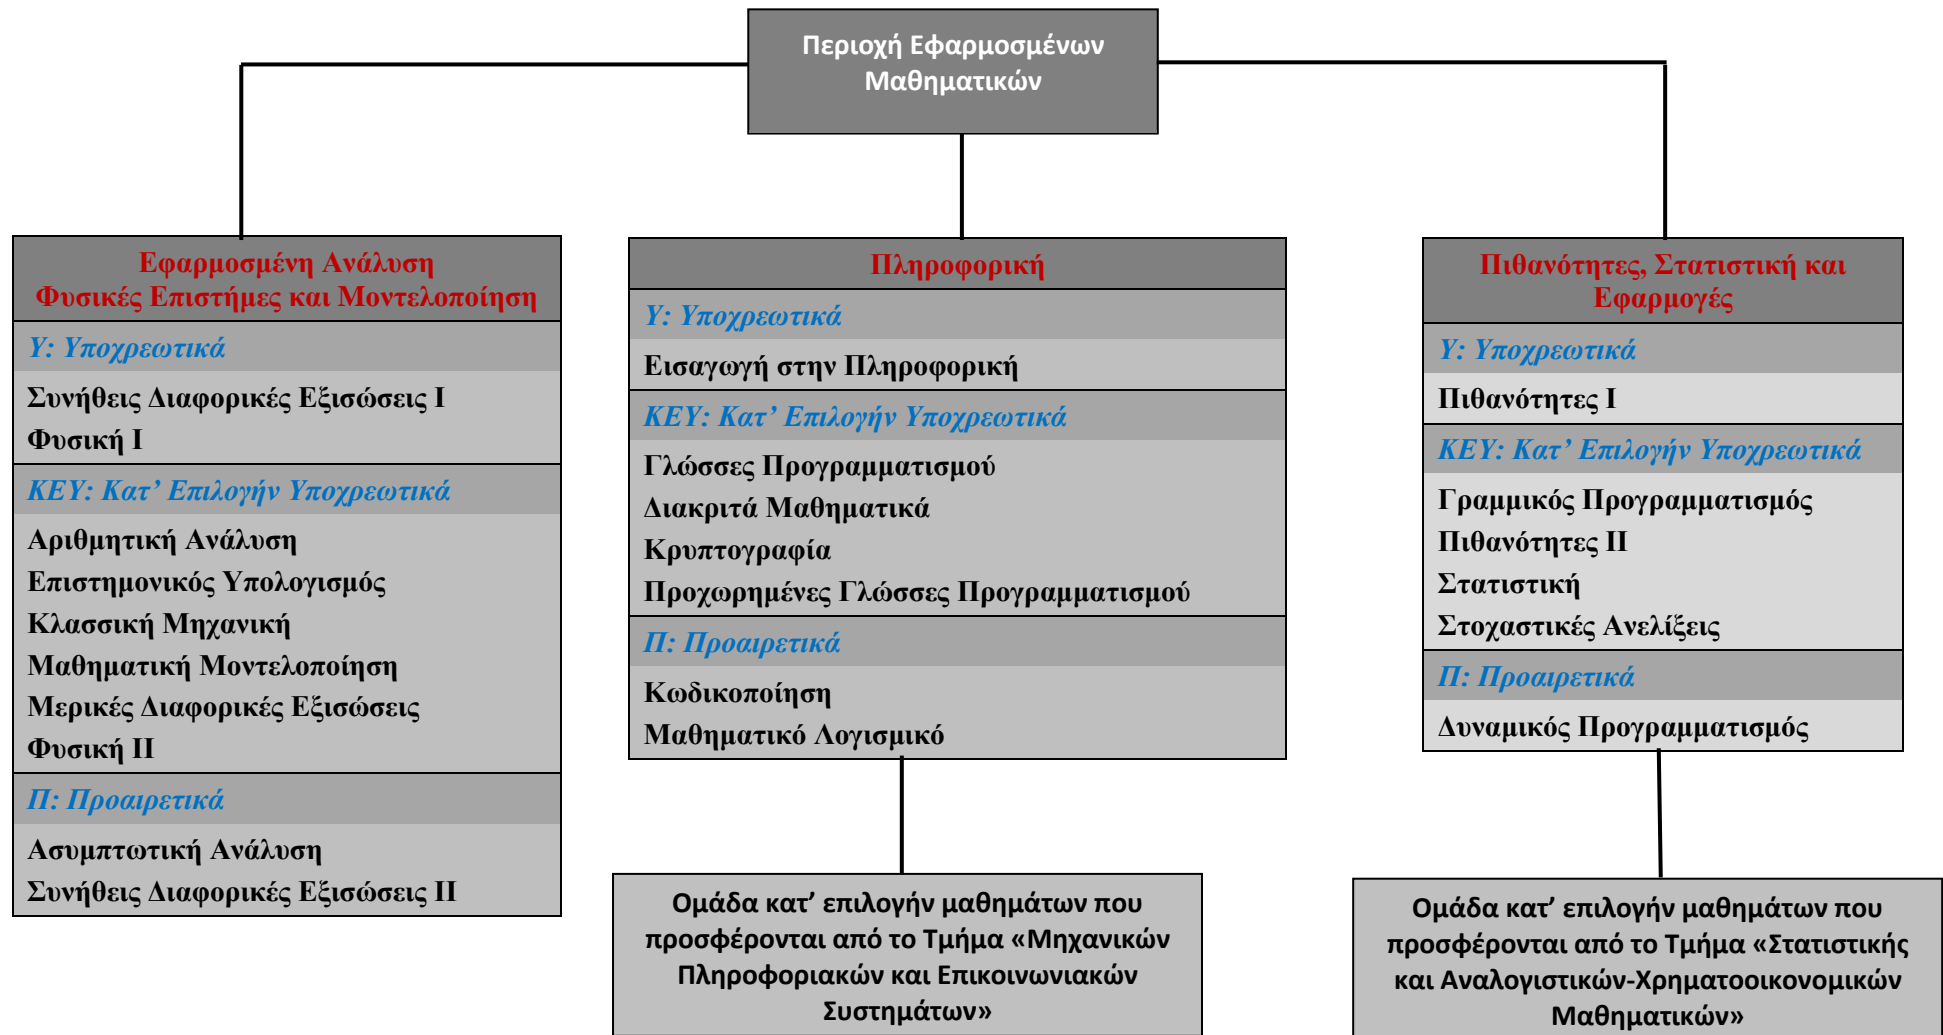 Περιοχή Εφαρμοσμένων
Μαθηματικών
Εφαρμοσμένη Ανάλυση
Φυσικές Επιστήμες και Μοντελοποίηση
Υ: Υποχρεωτικά
Συνήθεις Διαφορικές Εξισώσεις Ι
Φυσική Ι
ΚΕΥ: Κατ’ Επιλογήν Υποχρεωτικά
Αριθμητική Ανάλυση
Επιστημονικός Υπολογισμός
Κλασσική Μηχανική
Μαθηματική Μοντελοποίηση
Μερικές Διαφορικές Εξισώσεις
Φυσική ΙΙ
Π: Προαιρετικά
Ασυμπτωτική Ανάλυση
Συνήθεις Διαφορικές Εξισώσεις ΙΙ
Πληροφορική
Υ: Υποχρεωτικά
Εισαγωγή στην Πληροφορική
ΚΕΥ: Κατ’ Επιλογήν Υποχρεωτικά
Γλώσσες Προγραμματισμού
Διακριτά Μαθηματικά
Κρυπτογραφία
Προχωρημένες Γλώσσες Προγραμματισμού
Π: Προαιρετικά
Κωδικοποίηση
Μαθηματικό Λογισμικό
Ομάδα κατ’ επιλογήν μαθημάτων που
προσφέρονται από το Τμήμα «Μηχανικών
Πληροφοριακών και Επικοινωνιακών
Συστημάτων»
Πιθανότητες, Στατιστική και
Εφαρμογές
Υ: Υποχρεωτικά
Πιθανότητες Ι
ΚΕΥ: Κατ’ Επιλογήν Υποχρεωτικά
Γραμμικός Προγραμματισμός
Πιθανότητες ΙΙ
Στατιστική
Στοχαστικές Ανελίξεις
Π: Προαιρετικά
Δυναμικός Προγραμματισμός
Ομάδα κατ’ επιλογήν μαθημάτων που
προσφέρονται από το Τμήμα «Στατιστικής
και Αναλογιστικών-Χρηματοοικονομικών
Μαθηματικών»